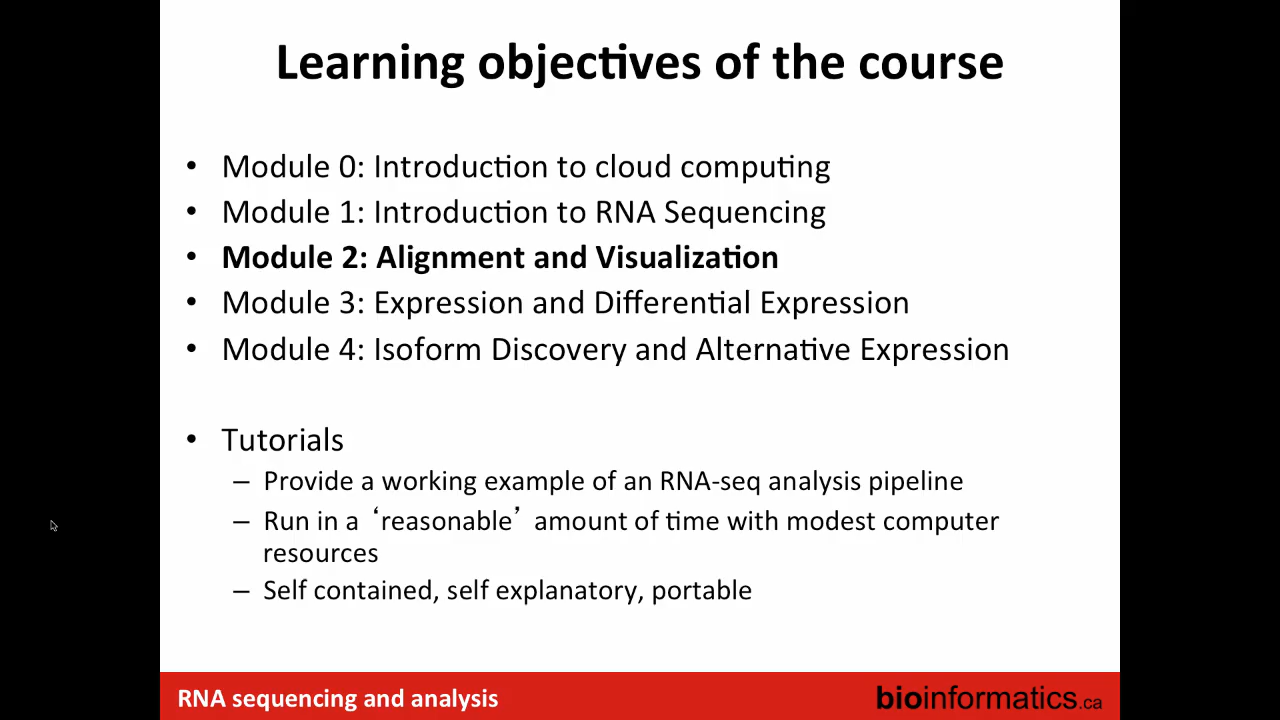 Learning objectives of the course
• Module 0: Introduction to cloud computing
• Module 1: Introduction to RNA Sequencing
• Module 2: Alignment and Visualization
• Module 3: Expression and Differential Expression
• Module 4: Isoform Discovery and Alternative Expression
• Tutorials
– Provide a working example of an RNA-seq analysis pipeline
– Run in a ‘reasonable’ amount of time with modest computer
resources
– Self contained, self explanatory, portable
RNA sequencing and analysis
bioinformatics.ca